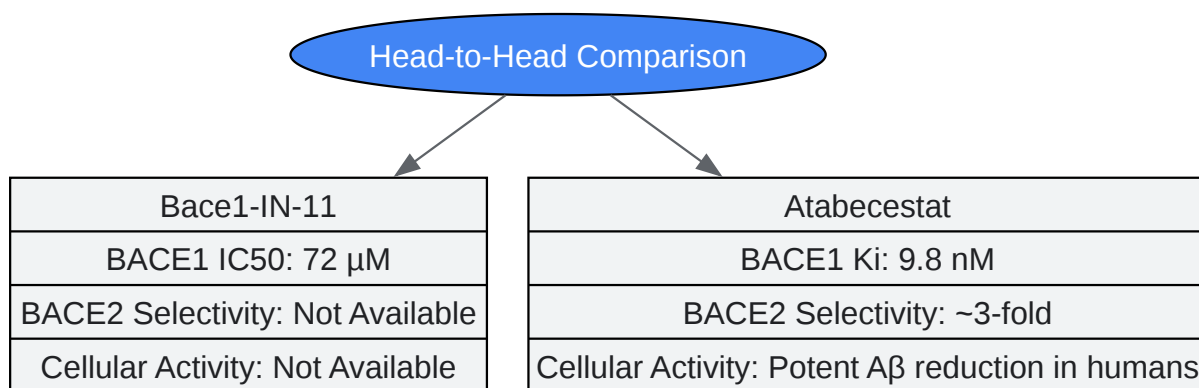 Head-to-Head Comparison
Bace1-IN-11
BACE1 IC50: 72 µM
BACE2 Selectivity: Not Available
Cellular Activity: Not Available
Atabecestat
BACE1 Ki: 9.8 nM
BACE2 Selectivity: ~3-fold
Cellular Activity: Potent Aβ reduction in humans